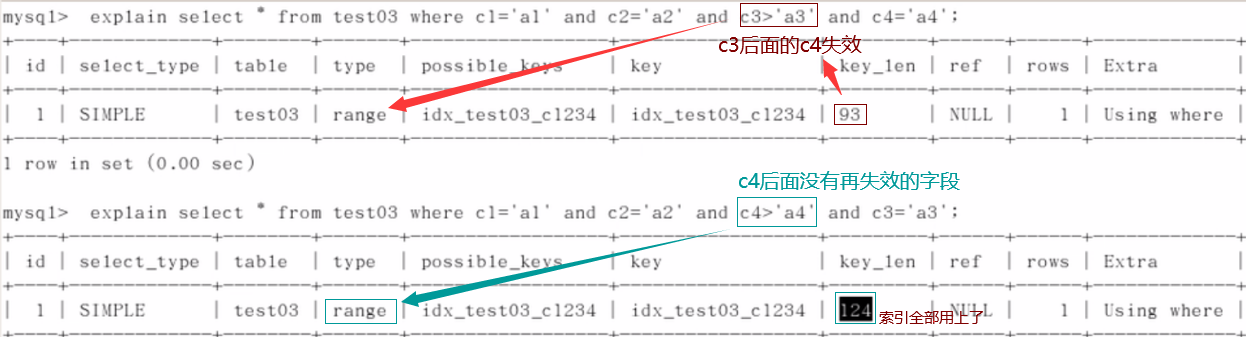 mysql> explain select * from test03 where c1='a1' and c2='a2' and c3>'a3' and c4='a4';
c3后面的c4失效
| id | select_type | table | type | possible_keys | key | key_len | ref | rows | Extra |
| 1 | SIMPLE | test03 | range | idx_test03_c1234 | idx_test03_c1234 | 93 | NULL | 1 | Using where |
1 row in set (0.00 sec)
c4后面没有再失效的字段
mysql> explain select * from test03 where c1='a1' and c2='a2' and c4>'a4' and c3='a3';
| id | select_type | table | type | possible_keys | key | key_len | ref | rows | Extra |
| 1 | SIMPLE | test03 | range | idx_test03_c1234 | idx_test03_c1234 | 124 | NULL | 1 | Using where |
索引全部用上了